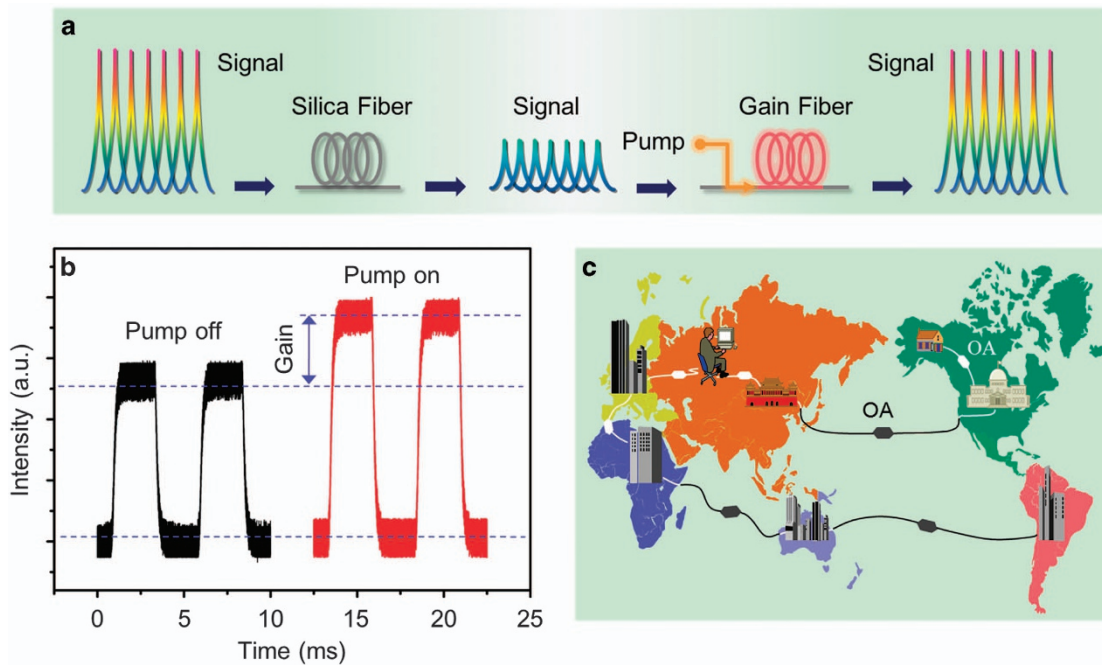 a
Signal
Silica Fiber
Signal
Pump
Gain Fiber
Signal
b
Pump off
Pump on
Gain
Intensity (a.u.)
0 5 10 15 20 25
Time (ms)
c
OA
OA